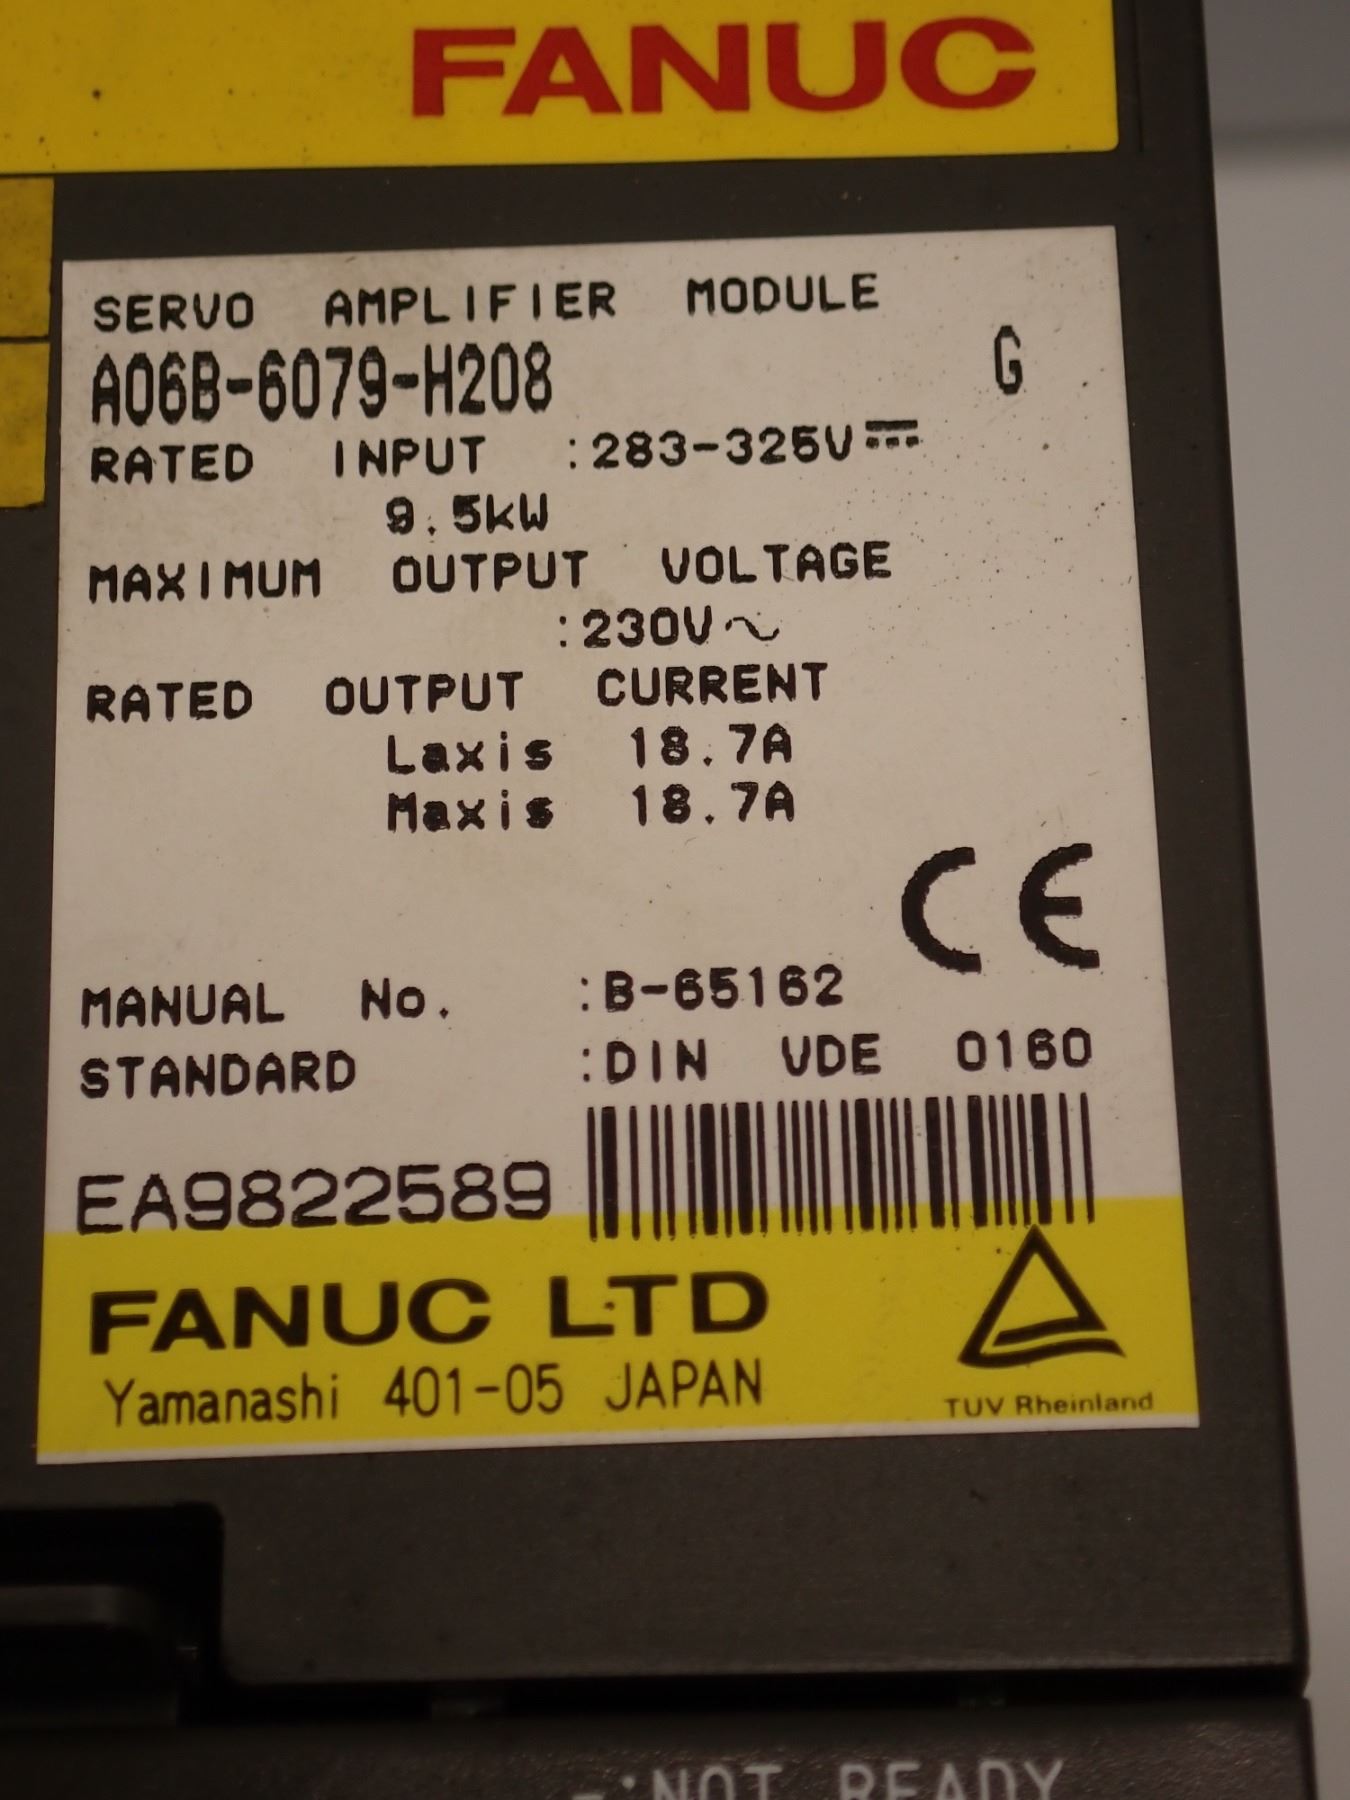 FANUC
SERVO AMPLIFIER MODULE
A06B-6079-H208 G
RATED INPUT :283-325V⎓
9.5kW
MAXIMUM OUTPUT VOLTAGE
:230V~
RATED OUTPUT CURRENT
Laxis 18.7A
Maxis 18.7A
CE
MANUAL No. :B-65162
STANDARD :DIN VDE 0160
EA9822589
FANUC LTD
Yamanashi 401-05 JAPAN
TUV Rheinland
-:NOT READY